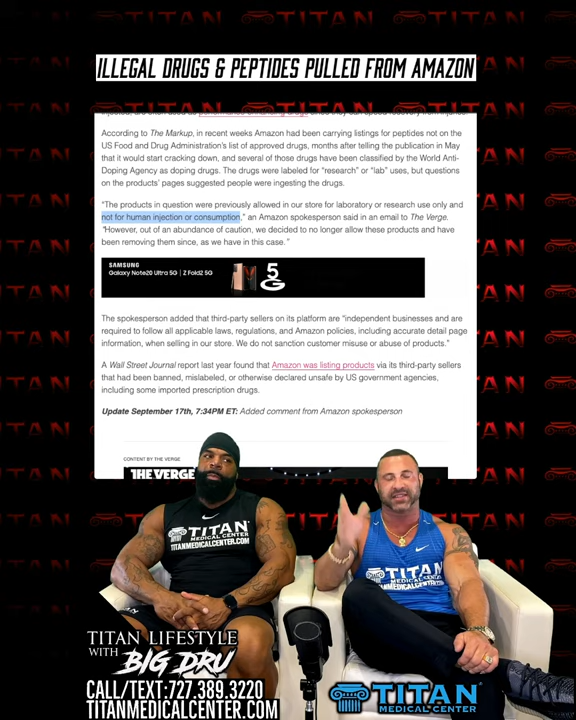 ILLEGAL DRUGS & PEPTIDES PULLED FROM AMAZON
According to The Markup, in recent weeks Amazon had been carrying listings for peptides not on the
US Food and Drug Administration's list of approved drugs, months after telling the publication in May
that it would start cracking down, and several of those drugs have been classified by the World Anti-
Doping Agency as doping drugs. The drugs were labeled for "research" or "lab" uses, but questions
on the products' pages suggested people were ingesting the drugs.
"The products in question were previously allowed in our store for laboratory or research use only and
not for human injection or consumption," an Amazon spokesperson said in an email to The Verge.
"However, out of an abundance of caution, we decided to no longer allow these products and have
been removing them since, as we have in this case."
SAMSUNG
Galaxy Note20 Ultra 5G | Z Fold2 5G
5G
The spokesperson added that third-party sellers on its platform are "independent businesses and are
required to follow all applicable laws, regulations, and Amazon policies, including accurate detail page
information, when selling in our store. We do not sanction customer misuse or abuse of products."
A Wall Street Journal report last year found that Amazon was listing products via its third-party sellers
that had been banned, mislabeled, or otherwise declared unsafe by US government agencies,
including some imported prescription drugs.
Update September 17th, 7:34PM ET: Added comment from Amazon spokesperson
CONTENT BY THE VERGE
THE VERGE
TITAN
MEDICAL CENTER
TITANMEDICALCENTER.COM
TITAN
MEDICAL CENTER
TITANMEDICALCENTER.COM
TITAN LIFESTYLE
WITH BIG DRU
CALL/TEXT:727.389.3220
TITANMEDICALCENTER.COM
TITAN
MEDICAL CENTER